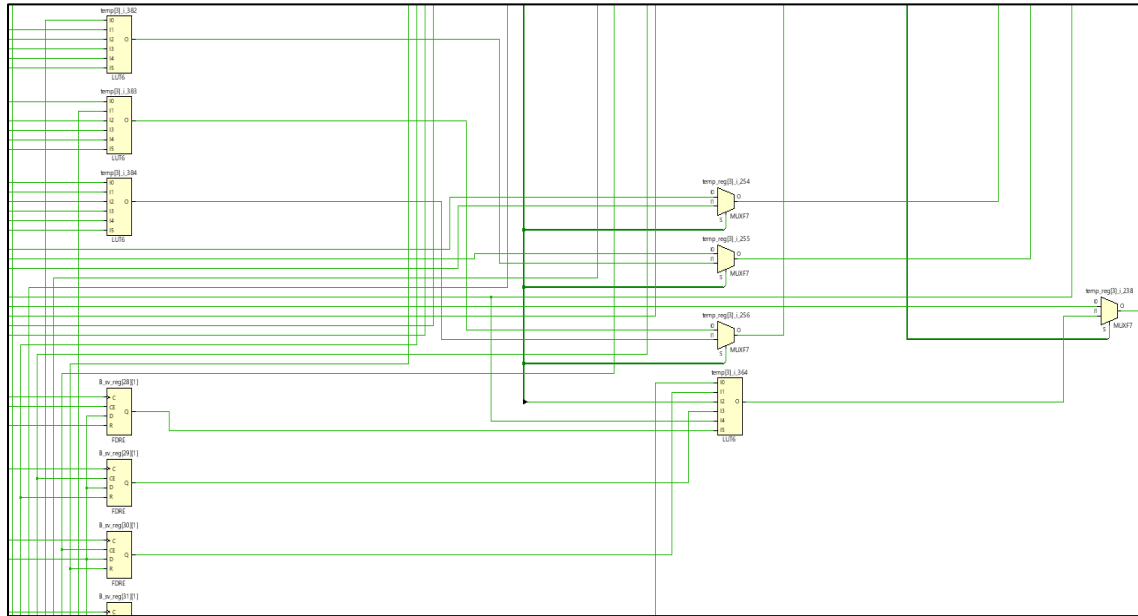 temp[3]_i_382
I0
I1
I2
I3
I4
I5
O
LUT6
temp[3]_i_383
I0
I1
I2
I3
I4
I5
O
LUT6
temp[3]_i_384
I0
I1
I2
I3
I4
I5
O
LUT6
temp_reg[3]_i_254
I0
I1
S
O
MUXF7
temp_reg[3]_i_255
I0
I1
S
O
MUXF7
temp_reg[3]_i_238
I0
I1
S
O
MUXF7
temp_reg[3]_i_256
I0
I1
S
O
MUXF7
temp[3]_i_364
I0
I1
I2
I3
I4
I5
O
LUT6
B_sv_reg[28][1]
C
CE
D
R
Q
FDRE
B_sv_reg[29][1]
C
CE
D
R
Q
FDRE
B_sv_reg[30][1]
C
CE
D
R
Q
FDRE
B_sv_reg[31][1]
C